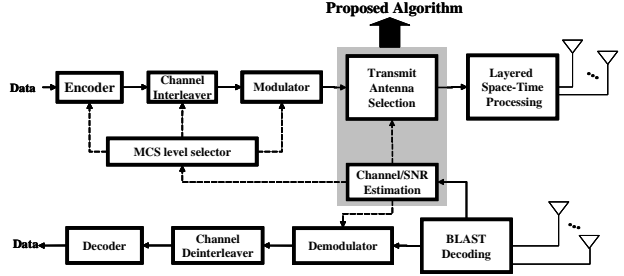 Proposed Algorithm
Data
Encoder
Channel
Interleaver
Modulator
Transmit
Antenna
Selection
Layered
Space-Time
Processing
MCS level selector
Channel/SNR
Estimation
Data
Decoder
Channel
Deinterleaver
Demodulator
BLAST
Decoding